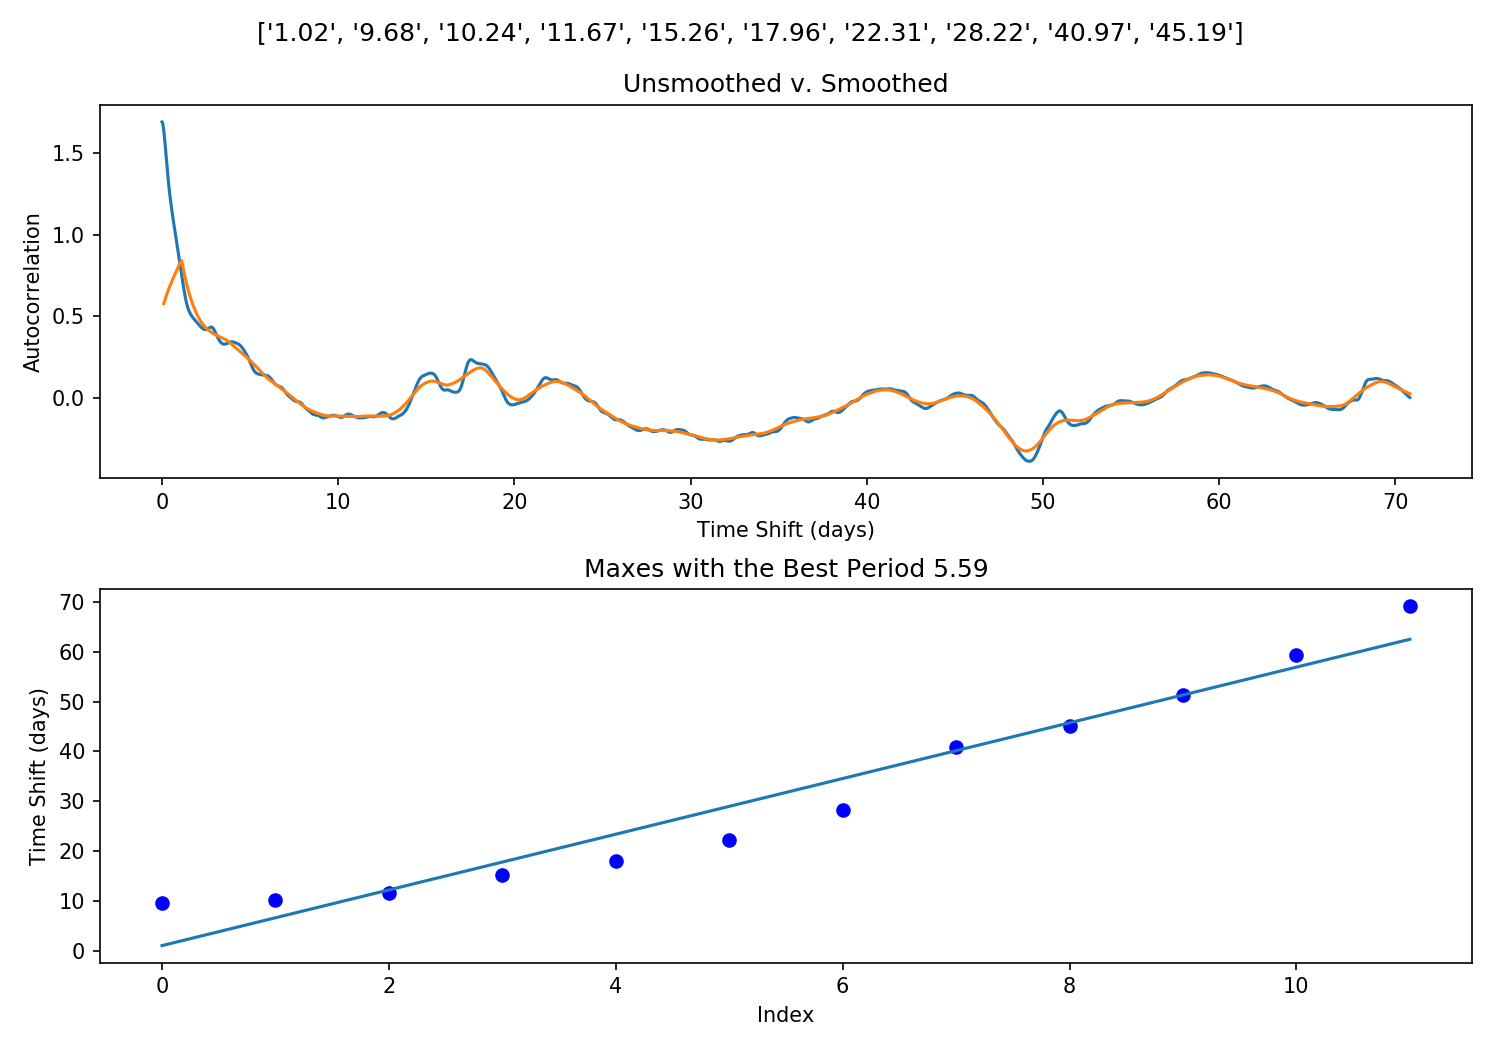 ['1.02', '9.68', '10.24', '11.67', '15.26', '17.96', '22.31', '28.22', '40.97', '45.19']
Unsmoothed v. Smoothed
1.5
1.0
0.5
0.0
Autocorrelation
0 10 20 30 40 50 60 70
Time Shift (days)
Maxes with the Best Period 5.59
70
60
50
40
30
20
10
0
Time Shift (days)
0 2 4 6 8 10
Index